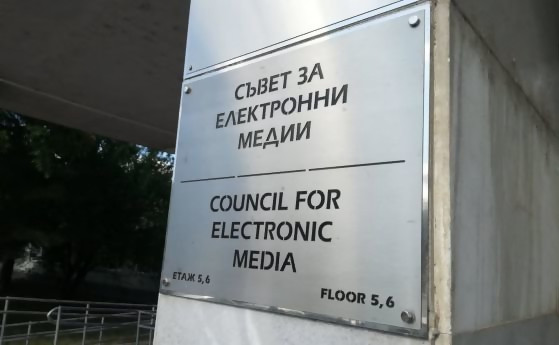 СЪВЕТ ЗА
ЕЛЕКТРОННИ
МЕДИИ
COUNCIL FOR
ELECTRONIC
MEDIA
ЕТАЖ 5,6
FLOOR 5,6